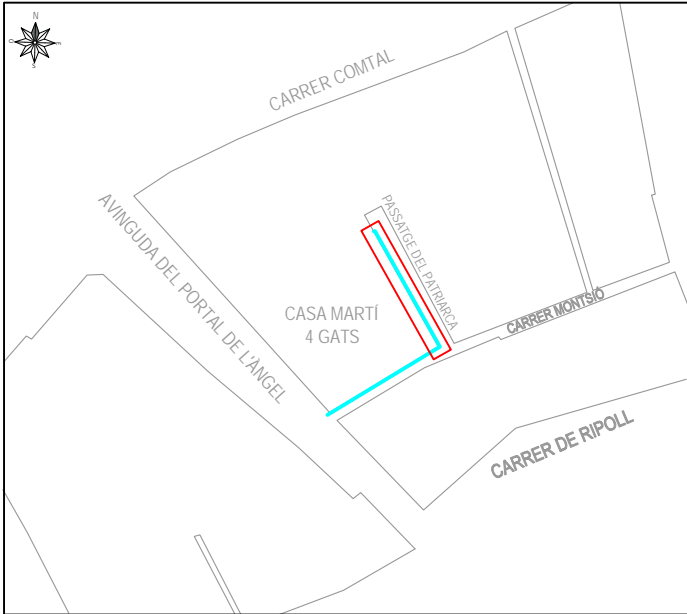 N
O
E
S
CARRER COMTAL
AVINGUDA DEL PORTAL DE L'ÀNGEL
PASSATGE DEL PATRIARCA
CASA MARTÍ
4 GATS
CARRER MONTSIÓ
CARRER DE RIPOLL